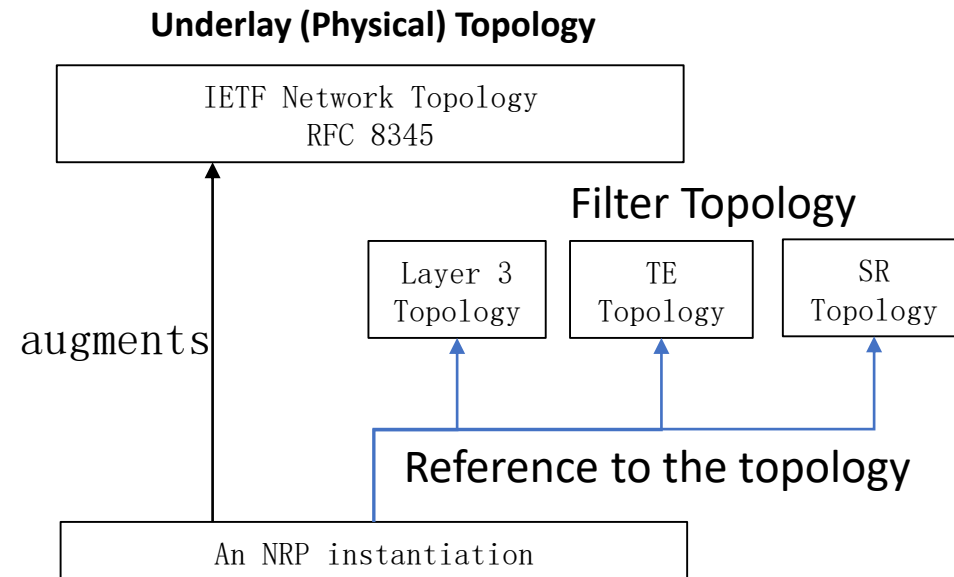 Underlay (Physical) Topology
IETF Network Topology
RFC 8345
Filter Topology
Layer 3
Topology
TE
Topology
SR
Topology
augments
Reference to the topology
An NRP instantiation